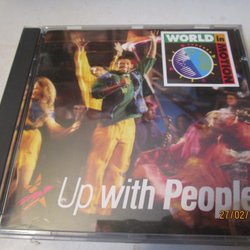 WORLD IN MOTION
Up with People
27/02/